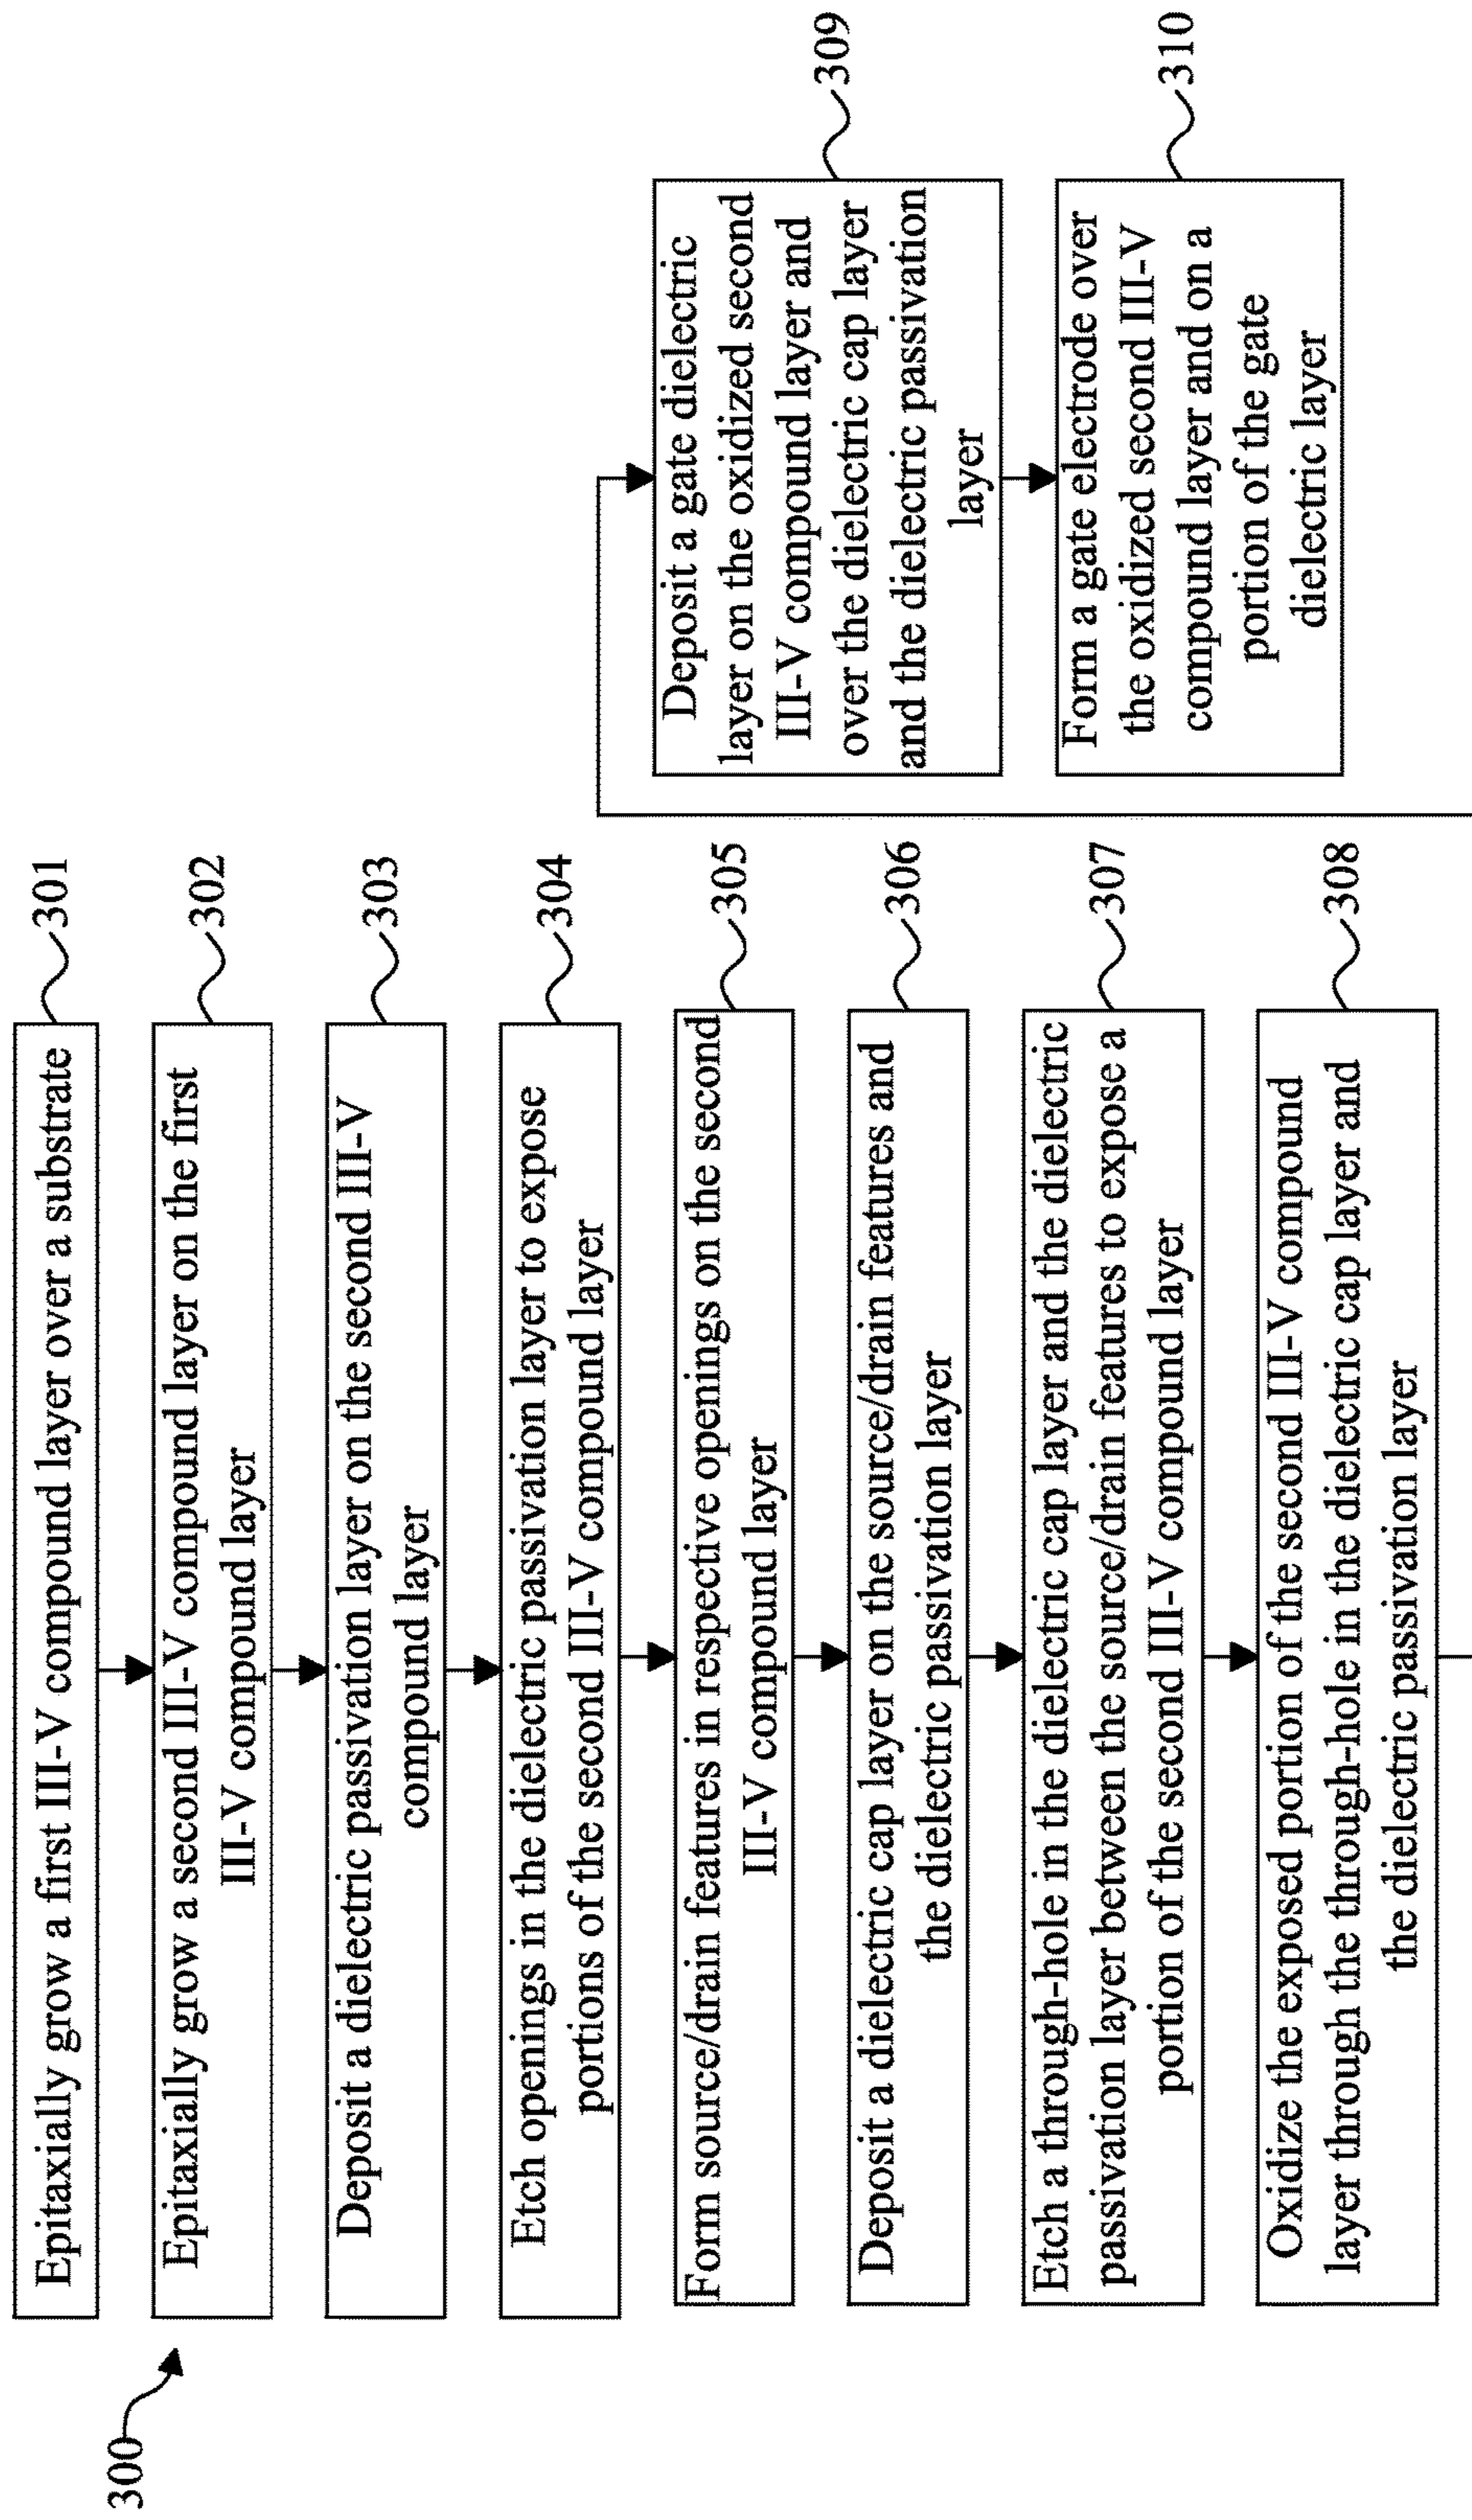 300
Epitaxially grow a first III-V compound layer over a substrate
301
Epitaxially grow a second III-V compound layer on the first
III-V compound layer
302
Deposit a dielectric passivation layer on the second III-V
compound layer
303
Etch openings in the dielectric passivation layer to expose
portions of the second III-V compound layer
304
Form source/drain features in respective openings on the second
III-V compound layer
305
Deposit a dielectric cap layer on the source/drain features and
the dielectric passivation layer
306
Etch a through-hole in the dielectric cap layer and the dielectric
passivation layer between the source/drain features to expose a
portion of the second III-V compound layer
307
Oxidize the exposed portion of the second III-V compound
layer through the through-hole in the dielectric cap layer and
the dielectric passivation layer
308
Deposit a gate dielectric
layer on the oxidized second
III-V compound layer and
over the dielectric cap layer
and the dielectric passivation
layer
309
Form a gate electrode over
the oxidized second III-V
compound layer and on a
portion of the gate
dielectric layer
310